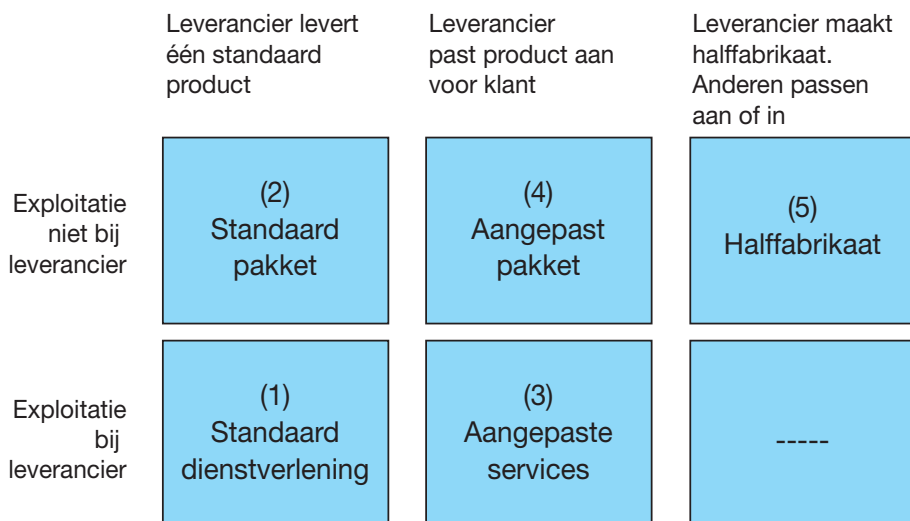 Leverancier levert
één standaard
product
Leverancier
past product aan
voor klant
Leverancier maakt
halffabrikaat.
Anderen passen
aan of in
Exploitatie
niet bij
leverancier
(2)
Standaard
pakket
(4)
Aangepast
pakket
(5)
Halffabrikaat
Exploitatie
bij
leverancier
(1)
Standaard
dienstverlening
(3)
Aangepaste
services
-----